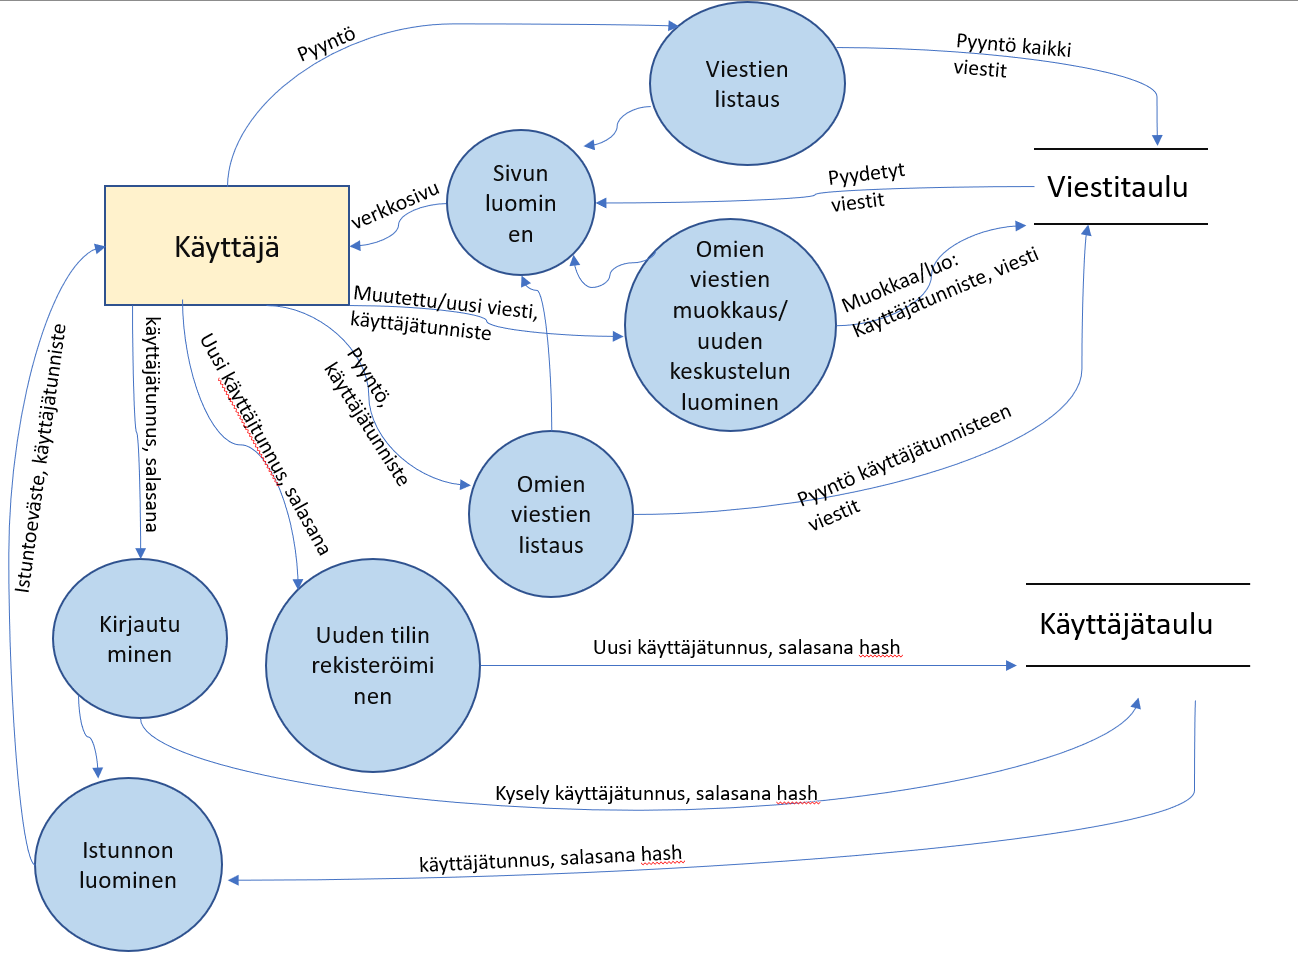 Pyyntö
Viestien
listaus
Pyyntö kaikki
viestit
Sivun
luomin
en
Pyydetyt
viestit
Viestitaulu
verkkosivu
Käyttäjä
Omien
viestien
muokkaus/
uuden
keskustelun
luominen
Muokkaa/luo:
Käyttäjätunniste, viesti
Muutettu/uusi viesti,
käyttäjätunniste
Istuntoeväste, käyttäjätunniste
käyttäjätunnus, salasana
Uusi käyttäjtunnus, salasana
Pyyntö,
käyttäjätunniste
Omien
viestien
listaus
Pyyntö käyttäjätunnisteen
viestit
Kirjautu
minen
Uuden tilin
rekisteröimi
nen
Uusi käyttäjätunnus, salasana hash
Käyttäjätaulu
Kysely käyttäjätunnus, salasana hash
Istunnon
luominen
käyttäjätunnus, salasana hash